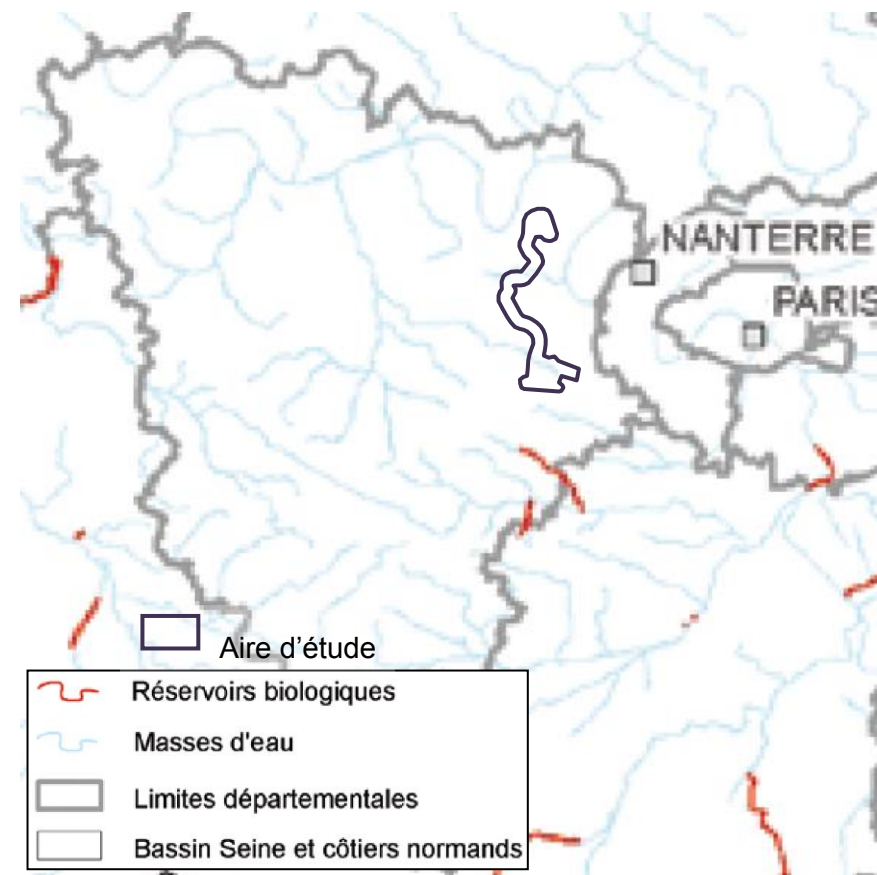 NANTERRE
PARIS
Aire d'étude
Réservoirs biologiques
Masses d'eau
Limites départementales
Bassin Seine et côtiers normands